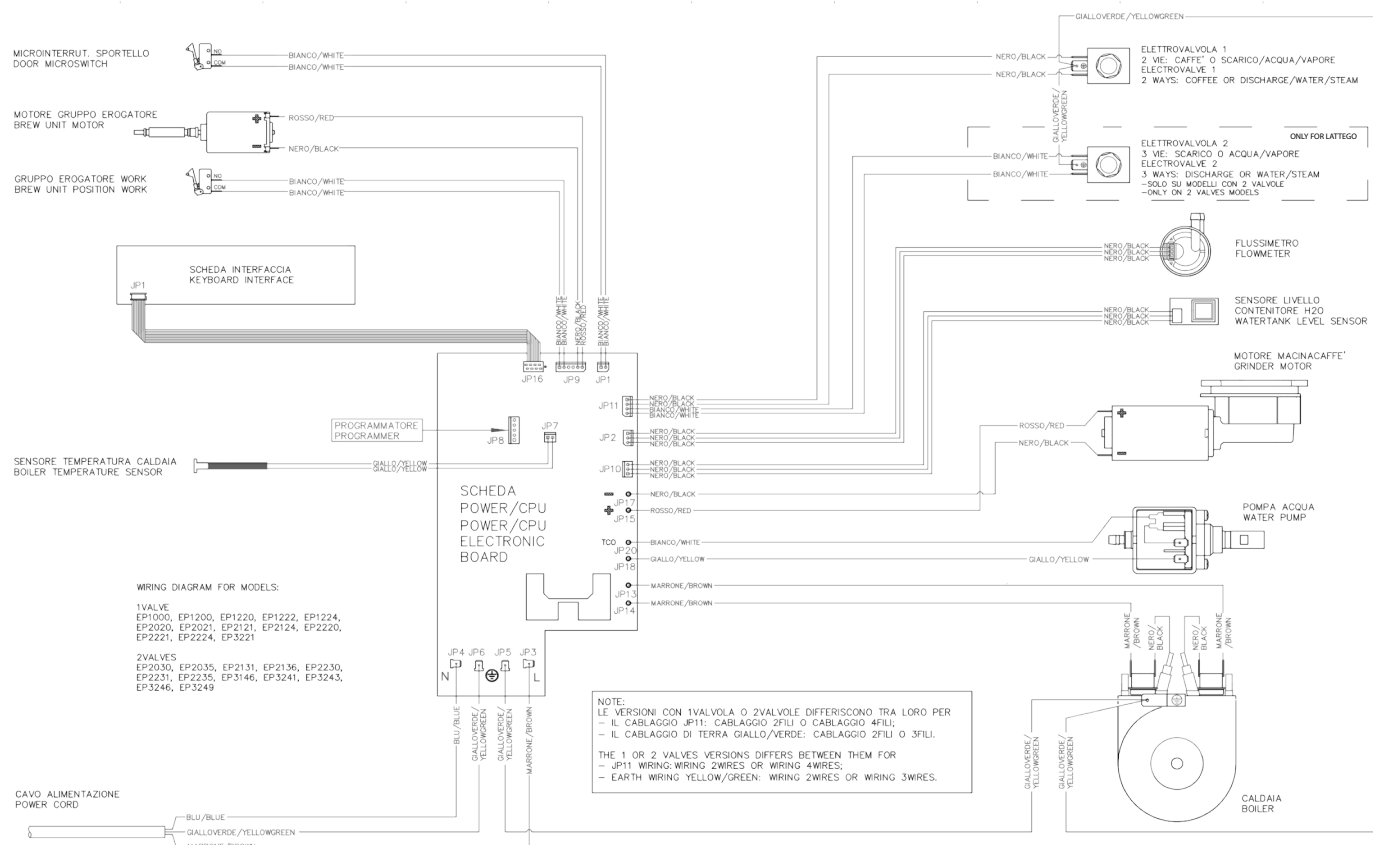 GIALLOVERDE/YELLOWGREEN
MICROINTERRUT. SPORTELLO
DOOR MICROSWITCH
NO
COM
BIANCO/WHITE
BIANCO/WHITE
NERO/BLACK
NERO/BLACK
ELETTROVALVOLA 1
2 VIE: CAFFE' O SCARICO/ACQUA/VAPORE
ELECTROVALVE 1
2 WAYS: COFFEE OR DISCHARGE/WATER/STEAM
GIALLOVERDE/
YELLOWGREEN
MOTORE GRUPPO EROGATORE
BREW UNIT MOTOR
+
-
ROSSO/RED
NERO/BLACK
ONLY FOR LATTEGO
ELETTROVALVOLA 2
3 VIE: SCARICO O ACQUA/VAPORE
ELECTROVALVE 2
3 WAYS: DISCHARGE OR WATER/STEAM
-SOLO SU MODELLI CON 2 VALVOLE
-ONLY ON 2 VALVES MODELS
BIANCO/WHITE
BIANCO/WHITE
GRUPPO EROGATORE WORK
BREW UNIT POSITION WORK
NO
COM
BIANCO/WHITE
BIANCO/WHITE
NERO/BLACK
NERO/BLACK
NERO/BLACK
FLUSSIMETRO
FLOWMETER
SCHEDA INTERFACCIA
KEYBOARD INTERFACE
JP1
NERO/BLACK
NERO/BLACK
NERO/BLACK
SENSORE LIVELLO
CONTENITORE H2O
WATERTANK LEVEL SENSOR
BIANCO/WHITE
BIANCO/WHITE
NERO/BLACK
ROSSO/RED
BIANCO/WHITE
BIANCO/WHITE
JP16
JP9
JP1
MOTORE MACINACAFFE'
GRINDER MOTOR
+
-
ROSSO/RED
NERO/BLACK
JP11
NERO/BLACK
NERO/BLACK
BIANCO/WHITE
BIANCO/WHITE
PROGRAMMATORE
PROGRAMMER
JP8
JP7
JP2
NERO/BLACK
NERO/BLACK
NERO/BLACK
SENSORE TEMPERATURA CALDAIA
BOILER TEMPERATURE SENSOR
GIALLO/YELLOW
GIALLO/YELLOW
JP10
NERO/BLACK
NERO/BLACK
NERO/BLACK
SCHEDA
POWER/CPU
POWER/CPU
ELECTRONIC
BOARD
-
NERO/BLACK
JP17
+
ROSSO/RED
JP15
TCO
BIANCO/WHITE
JP20
GIALLO/YELLOW
GIALLO/YELLOW
JP18
POMPA ACQUA
WATER PUMP
MARRONE/BROWN
JP13
MARRONE/BROWN
JP14
WIRING DIAGRAM FOR MODELS:
1VALVE
EP1000, EP1200, EP1220, EP1222, EP1224,
EP2020, EP2021, EP2121, EP2124, EP2220,
EP2221, EP2224, EP3221
2VALVES
EP2030, EP2035, EP2131, EP2136, EP2230,
EP2231, EP2235, EP3146, EP3241, EP3243,
EP3246, EP3249
MARRONE
/BROWN
NERO/
BLACK
NERO/
BLACK
MARRONE
/BROWN
JP4
JP6
JP5
JP3
N
L
BLU/BLUE
GIALLOVERDE/
YELLOWGREEN
GIALLOVERDE/
YELLOWGREEN
MARRONE/BROWN
NOTE:
LE VERSIONI CON 1VALVOLA O 2VALVOLE DIFFERISCONO TRA LORO PER
- IL CABLAGGIO JP11: CABLAGGIO 2FILI O CABLAGGIO 4FILI;
- IL CABLAGGIO DI TERRA GIALLO/VERDE: CABLAGGIO 2FILI O 3FILI.
THE 1 OR 2 VALVES VERSIONS DIFFERS BETWEEN THEM FOR
- JP11 WIRING: WIRING 2WIRES OR WIRING 4WIRES;
- EARTH WIRING YELLOW/GREEN: WIRING 2WIRES OR WIRING 3WIRES.
GIALLOVERDE/
YELLOWGREEN
GIALLOVERDE/
YELLOWGREEN
CALDAIA
BOILER
CAVO ALIMENTAZIONE
POWER CORD
BLU/BLUE
GIALLOVERDE/YELLOWGREEN